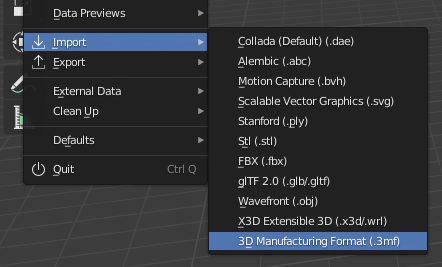 Data Previews
Import
Export
External Data
Clean Up
Defaults
Quit Ctrl Q
Collada (Default) (.dae)
Alembic (.abc)
Motion Capture (.bvh)
Scalable Vector Graphics (.svg)
Stanford (.ply)
Stl (.stl)
FBX (.fbx)
glTF 2.0 (.glb/.gltf)
Wavefront (.obj)
X3D Extensible 3D (.x3d/.wrl)
3D Manufacturing Format (.3mf)